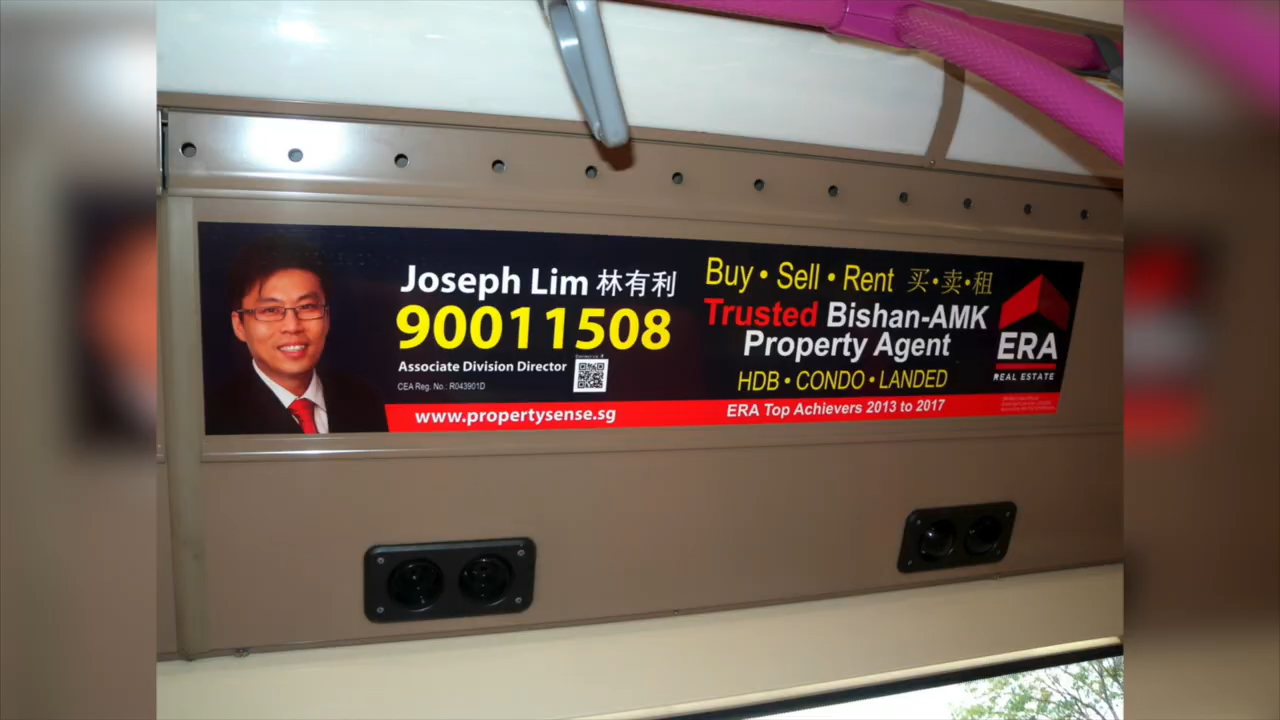 Joseph Lim 林有利
90011508
Associate Division Director
CEA Reg. No.: R043901D
www.propertysense.sg
Buy • Sell • Rent 买•卖•租
Trusted Bishan-AMK
Property Agent
HDB • CONDO • LANDED
ERA Top Achievers 2013 to 2017
ERA
REAL ESTATE